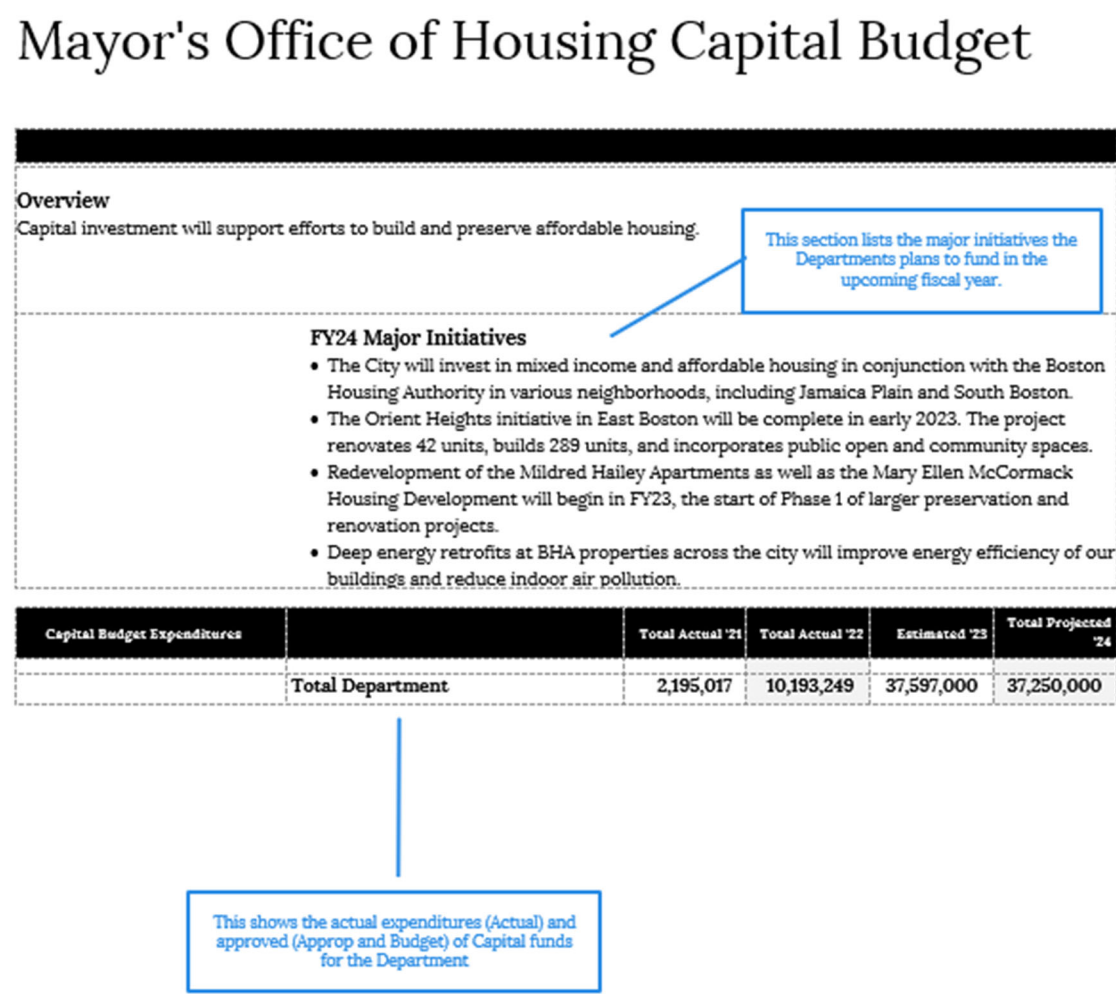 Mayor's Office of Housing Capital Budget
Overview
Capital investment will support efforts to build and preserve affordable housing.
This section lists the major initiatives the
Departments plans to fund in the
upcoming fiscal year.
FY24 Major Initiatives
• The City will invest in mixed income and affordable housing in conjunction with the Boston
Housing Authority in various neighborhoods, including Jamaica Plain and South Boston.
• The Orient Heights initiative in East Boston will be complete in early 2023. The project
renovates 42 units, builds 289 units, and incorporates public open and community spaces.
• Redevelopment of the Mildred Hailey Apartments as well as the Mary Ellen McCormack
Housing Development will begin in FY23, the start of Phase 1 of larger preservation and
renovation projects.
• Deep energy retrofits at BHA properties across the city will improve energy efficiency of our
buildings and reduce indoor air pollution.
Capital Budget Expenditures Total Actual '21 Total Actual '22 Estimated '23 Total Projected
'24
Total Department 2,195,017 10,193,249 37,597,000 37,250,000
This shows the actual expenditures (Actual) and
approved (Approp and Budget) of Capital funds
for the Department